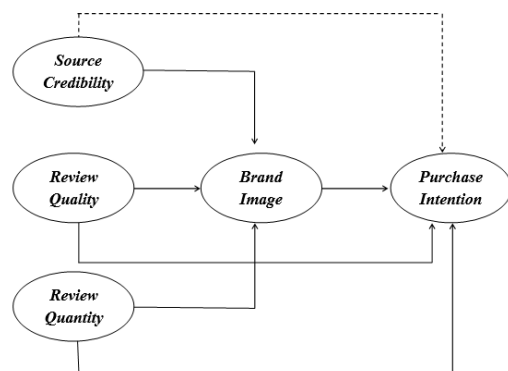 Source
Credibility
Review
Quality
Brand
Image
Purchase
Intention
Review
Quantity